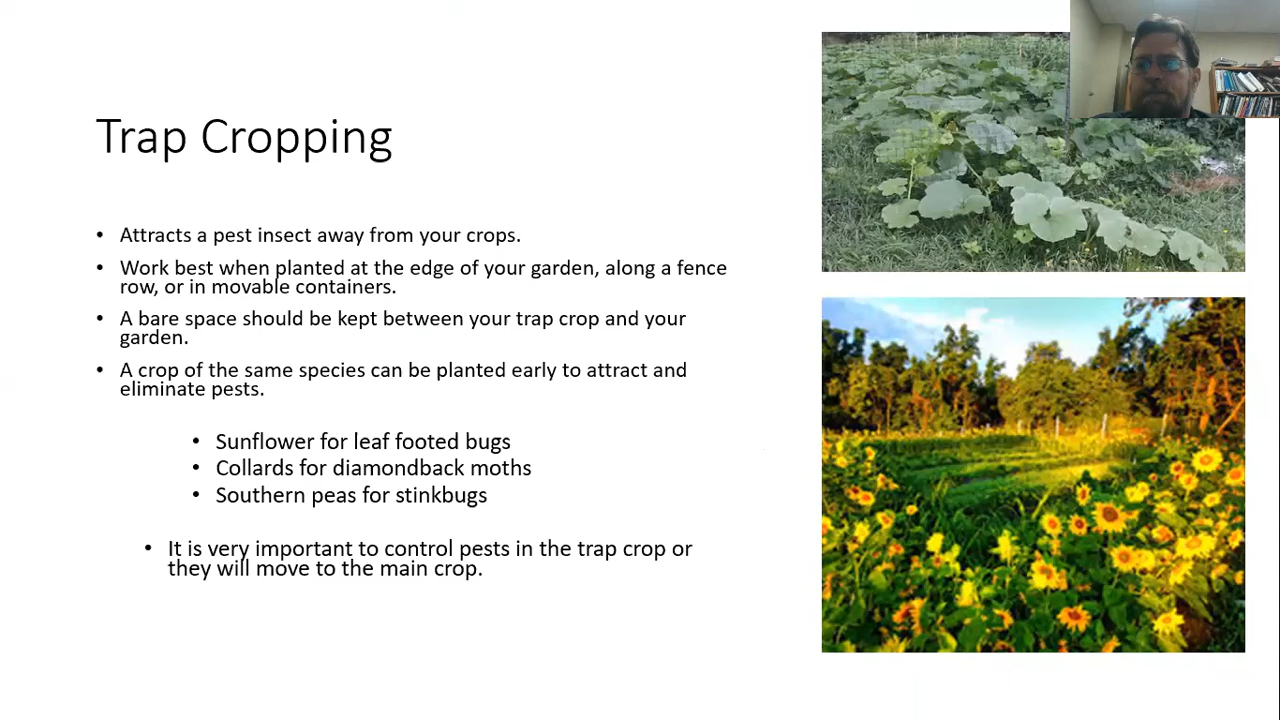 Trap Cropping
• Attracts a pest insect away from your crops.
• Work best when planted at the edge of your garden, along a fence
row, or in movable containers.
• A bare space should be kept between your trap crop and your
garden.
• A crop of the same species can be planted early to attract and
eliminate pests.
• Sunflower for leaf footed bugs
• Collards for diamondback moths
• Southern peas for stinkbugs
• It is very important to control pests in the trap crop or
they will move to the main crop.